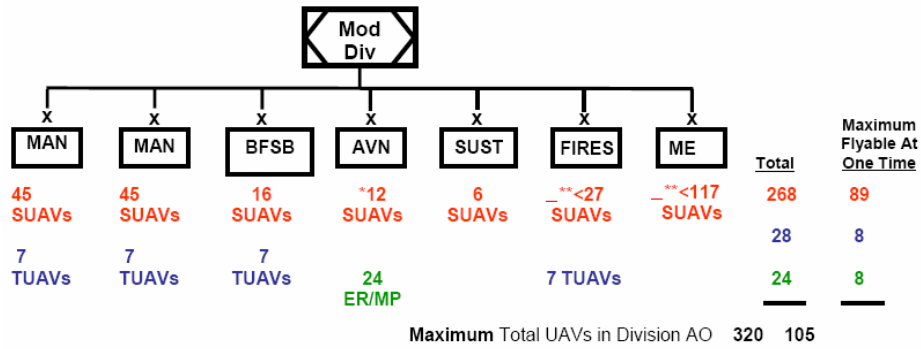 Mod
Div
X X X X X X X
MAN MAN BFSB AVN SUST FIRES ME
Maximum
Flyable At
Total One Time
45 45 16 *12 6 _**<27 _**<117 268 89
SUAVs SUAVs SUAVs SUAVs SUAVs SUAVs SUAVs
28 8
7 7 7
TUAVs TUAVs TUAVs 24 7 TUAVs 24 8
ER/MP
Maximum Total UAVs in Division AO 320 105